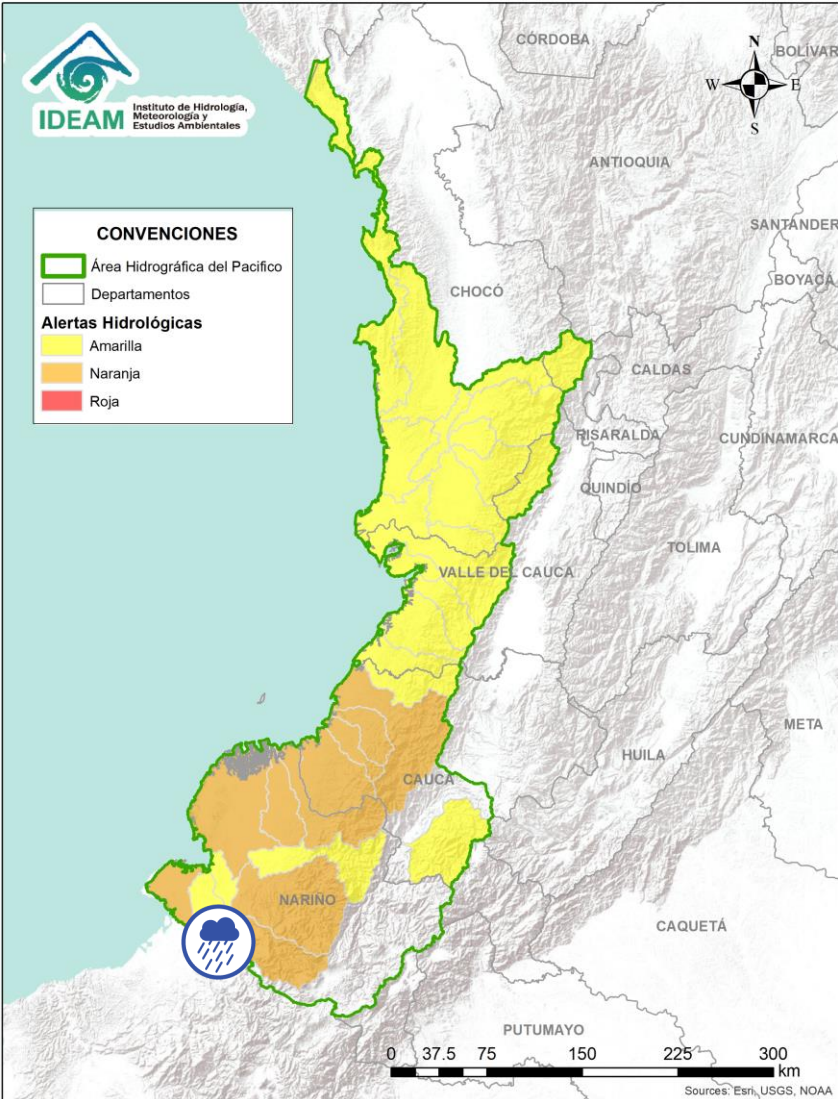 IDEAM
Instituto de Hidrología,
Meteorología y
Estudios Ambientales
N
W
E
S
CÓRDOBA
BOLÍVAR
ANTIOQUIA
SANTANDER
BOYACÁ
CONVENCIONES
Área Hidrográfica del Pacifico
Departamentos
Alertas Hidrológicas
Amarilla
Naranja
Roja
CHOCÓ
CALDAS
RISARALDA
CUNDINAMARCA
QUINDÍO
TOLIMA
VALLE DEL CAUCA
META
HUILA
CAUCA
NARIÑO
CAQUETÁ
PUTUMAYO
0 37.5 75 150 225 300
km
Sources: Esri, USGS, NOAA